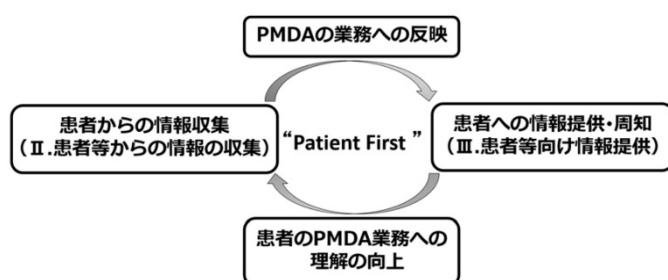 PMDAの業務への反映
患者からの情報収集
（Ⅱ.患者等からの情報の収集）
“Patient First ”
患者への情報提供・周知
（Ⅲ.患者等向け情報提供）
患者のPMDA業務への
理解の向上